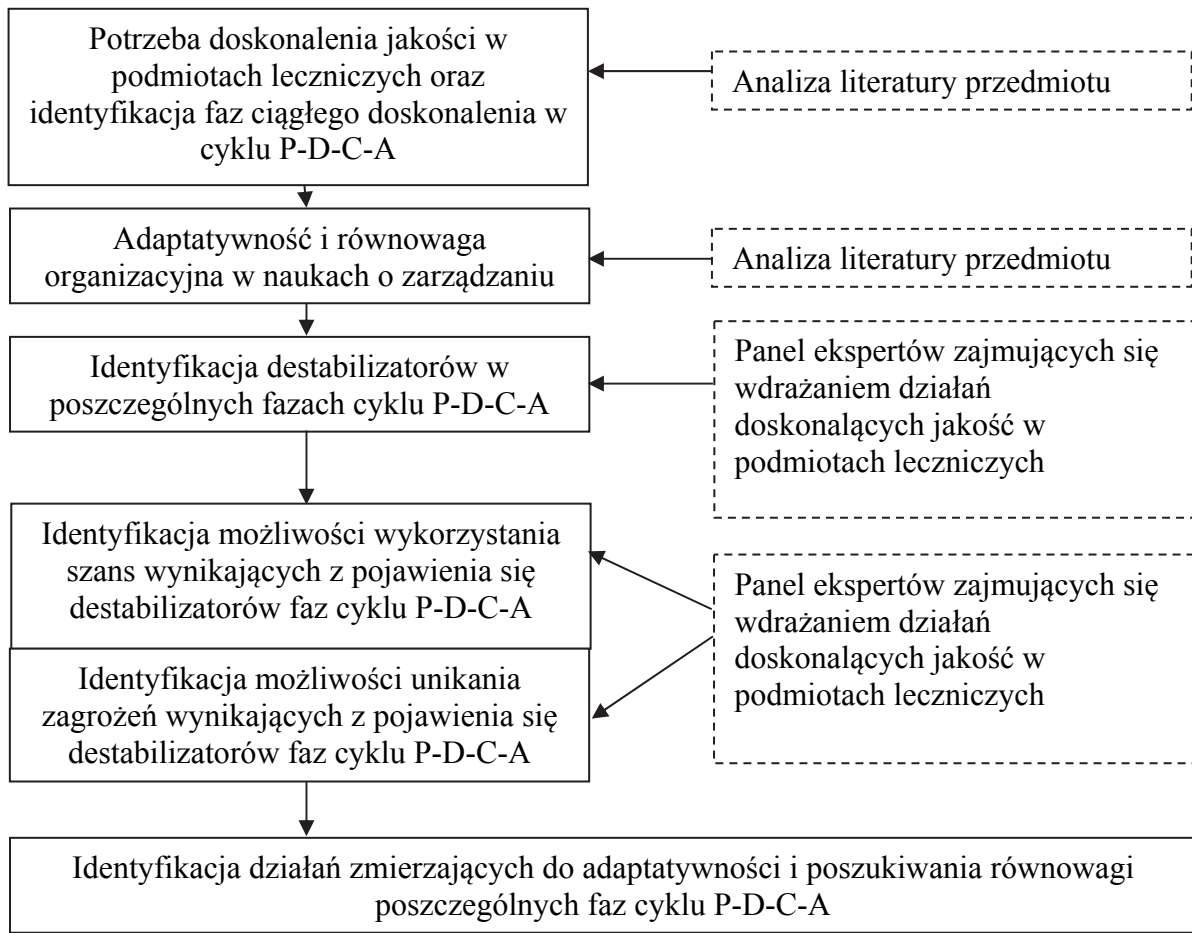 Potrzeba doskonalenia jakości w
podmiotach leczniczych oraz
identyfikacja faz ciągłego doskonalenia w
cyklu P-D-C-A
Analiza literatury przedmiotu
Adaptatywność i równowaga
organizacyjna w naukach o zarządzaniu
Analiza literatury przedmiotu
Identyfikacja destabilizatorów w
poszczególnych fazach cyklu P-D-C-A
Panel ekspertów zajmujących się
wdrażaniem działań
doskonalących jakość w
podmiotach leczniczych
Identyfikacja możliwości wykorzystania
szans wynikających z pojawienia się
destabilizatorów faz cyklu P-D-C-A
Panel ekspertów zajmujących się
wdrażaniem działań
doskonalących jakość w
podmiotach leczniczych
Identyfikacja możliwości unikania
zagrożeń wynikających z pojawienia się
destabilizatorów faz cyklu P-D-C-A
Identyfikacja działań zmierzających do adaptatywności i poszukiwania równowagi
poszczególnych faz cyklu P-D-C-A